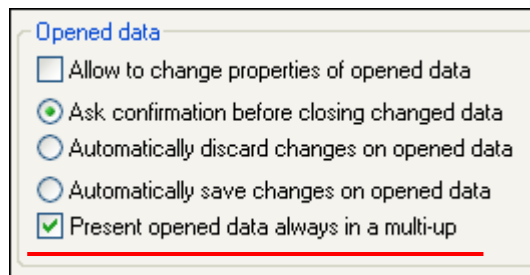 Opened data
Allow to change properties of opened data
Ask confirmation before closing changed data
Automatically discard changes on opened data
Automatically save changes on opened data
Present opened data always in a multi-up